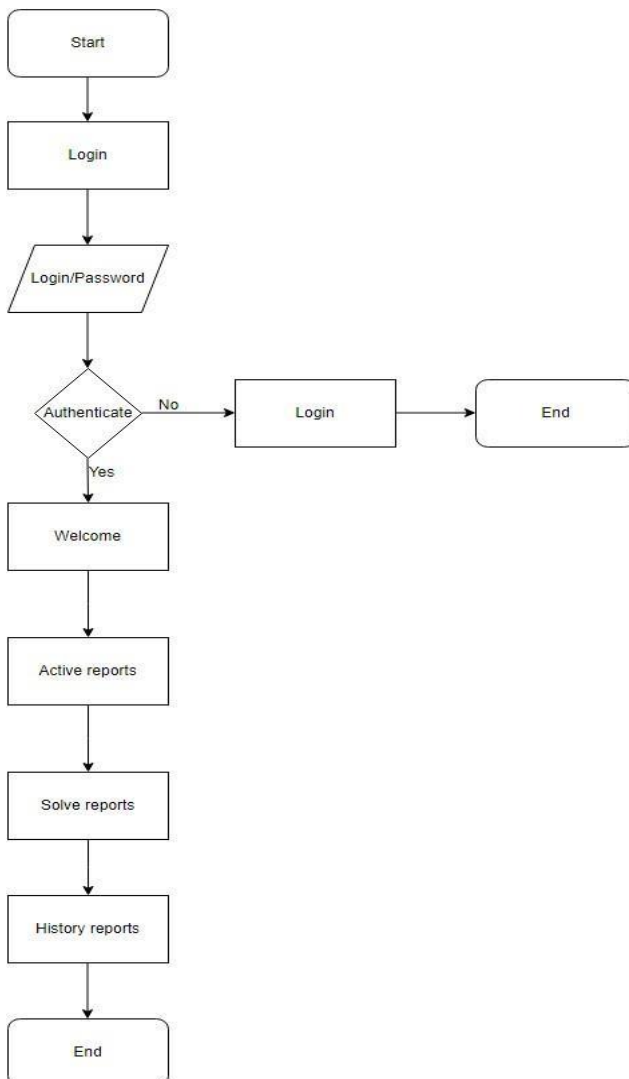 Start
Login
Login/Password
Authenticate
No
Login
End
Yes
Welcome
Active reports
Solve reports
History reports
End